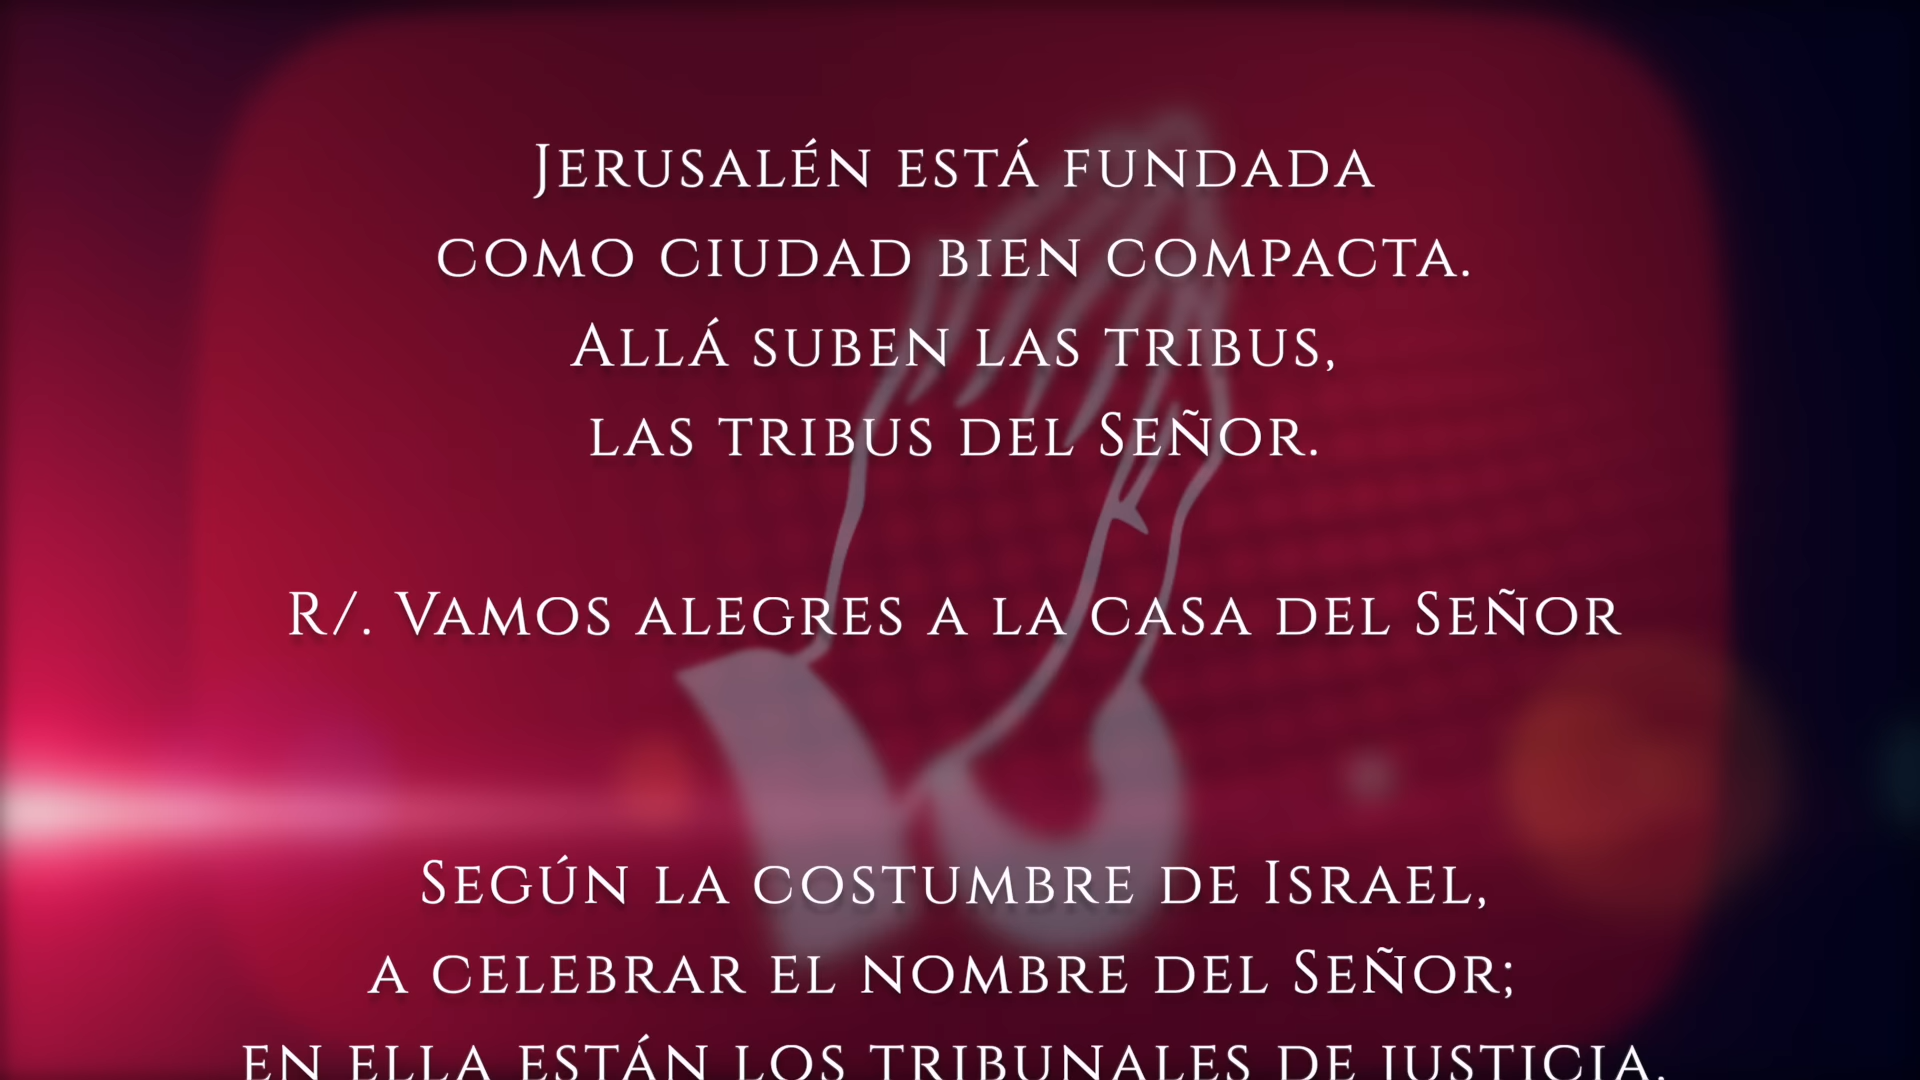 Jerusalén está fundada
como ciudad bien compacta.
Allá suben las tribus,
las tribus del Señor.
R/. Vamos alegres a la casa del Señor
Según la costumbre de Israel,
a celebrar el nombre del Señor;
en ella están los tribunales de justicia,